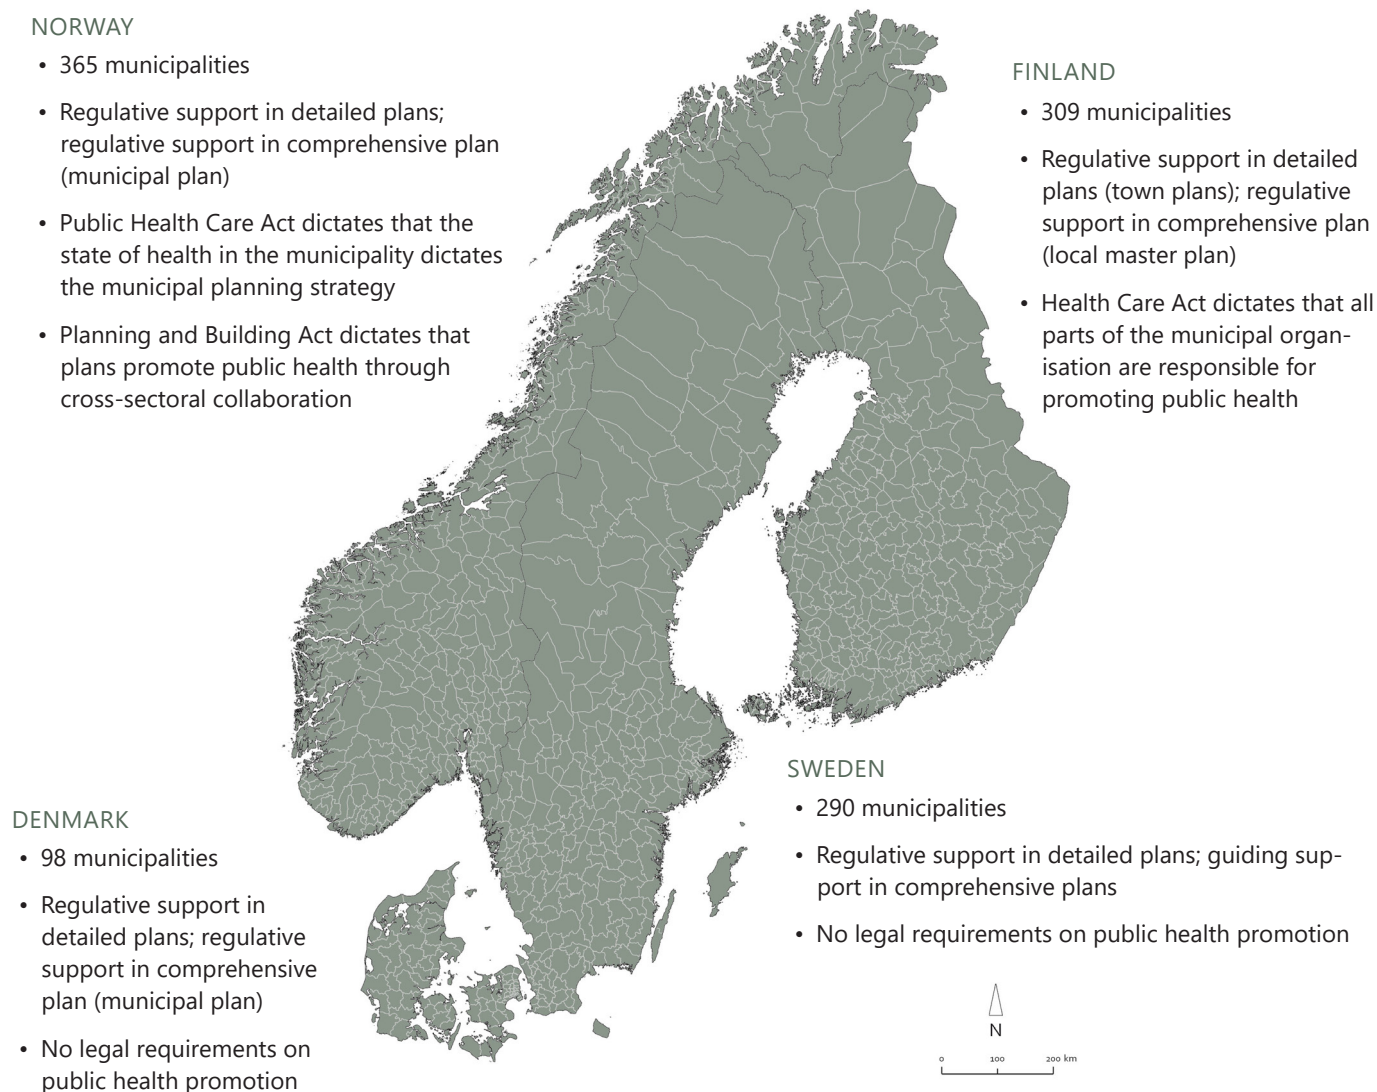 NORWAY
• 365 municipalities
• Regulative support in detailed plans;
regulative support in comprehensive plan
(municipal plan)
• Public Health Care Act dictates that the
state of health in the municipality dictates
the municipal planning strategy
• Planning and Building Act dictates that
plans promote public health through
cross-sectoral collaboration
FINLAND
• 309 municipalities
• Regulative support in detailed
plans (town plans); regulative
support in comprehensive plan
(local master plan)
• Health Care Act dictates that all
parts of the municipal organ-
isation are responsible for
promoting public health
SWEDEN
• 290 municipalities
• Regulative support in detailed plans; guiding sup-
port in comprehensive plans
• No legal requirements on public health promotion
DENMARK
• 98 municipalities
• Regulative support in
detailed plans; regulative
support in comprehensive
plan (municipal plan)
• No legal requirements on
public health promotion
N
0 100 200 km